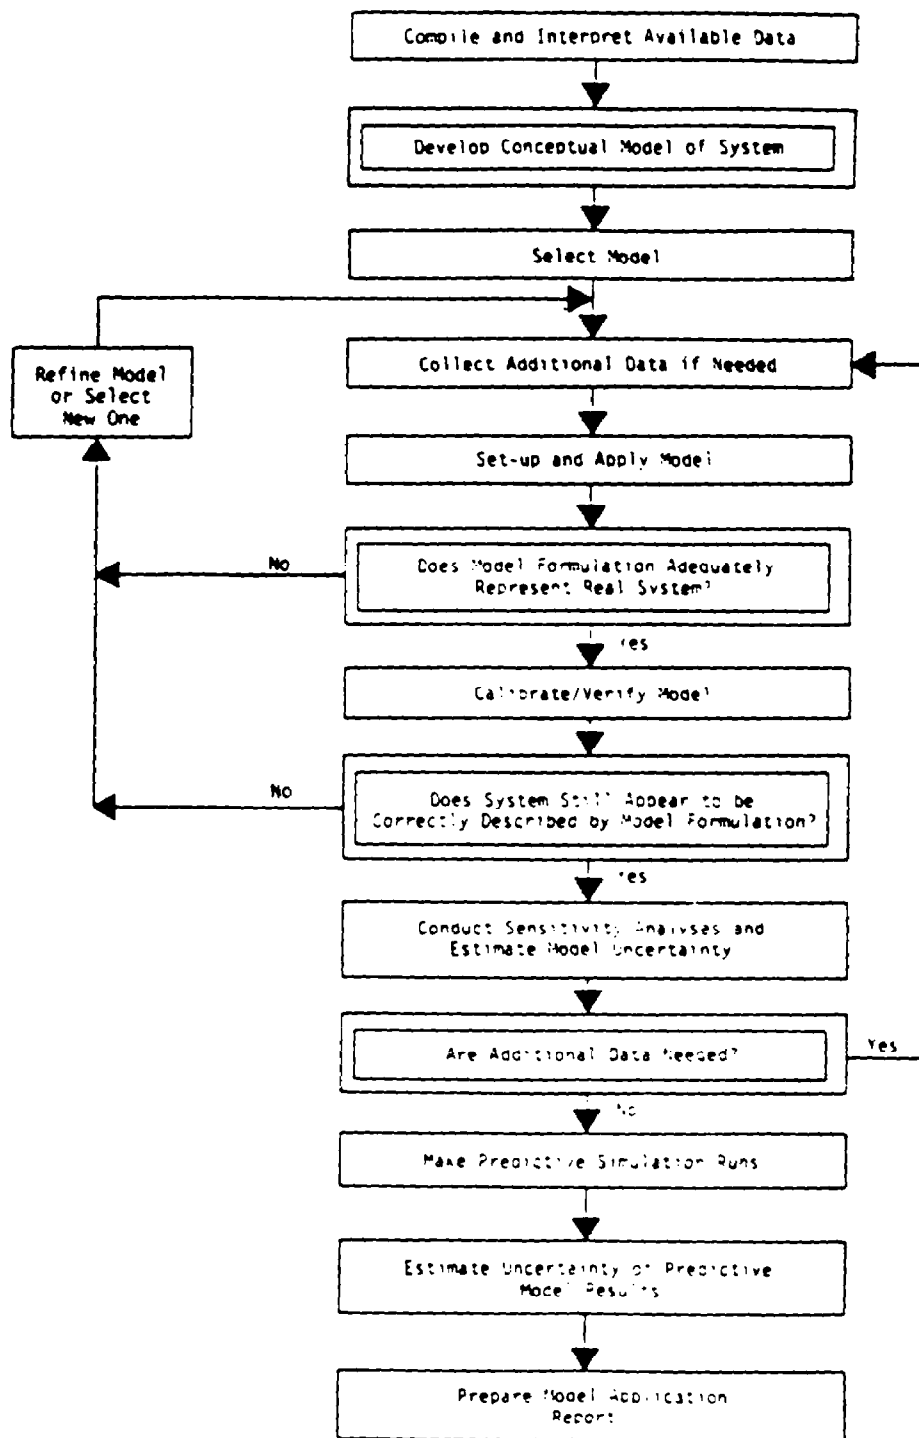 Compile and Interpret Available Data
Develop Conceptual Model of System
Select Model
Collect Additional Data if Needed
Refine Model
or Select
New One
Set-up and Apply Model
Does Model Formulation Adequately
Represent Real System?
No
Yes
Calibrate/Verify Model
Does System Still Appear to be
Correctly Described by Model Formulation?
No
Yes
Conduct Sensitivity Analyses and
Estimate Model Uncertainty
Are Additional Data Needed?
Yes
No
Make Predictive Simulation Runs
Estimate Uncertainty of Predictive
Model Results
Prepare Model Application
Report